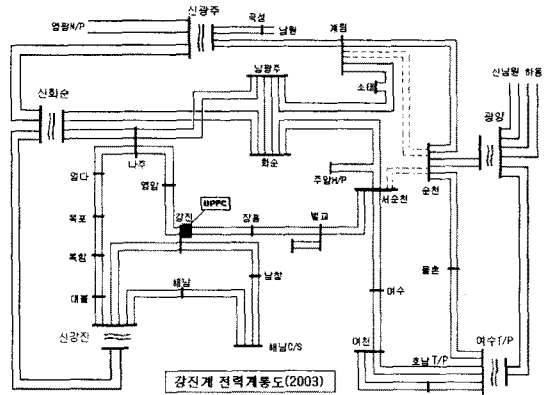 신광주
곡성
영광N/P
남원
계림
신남원 하동
신화순
남광주
소태
광양
나주
화순
일다
영암
주암H/P
서순천
순천
목포
강진
UPFC
장흥
벌교
목함
해남
남창
율촌
대불
여수
신광진
여천
여수T/P
해남C/S
호남T/P
강진계 전력계통도(2003)